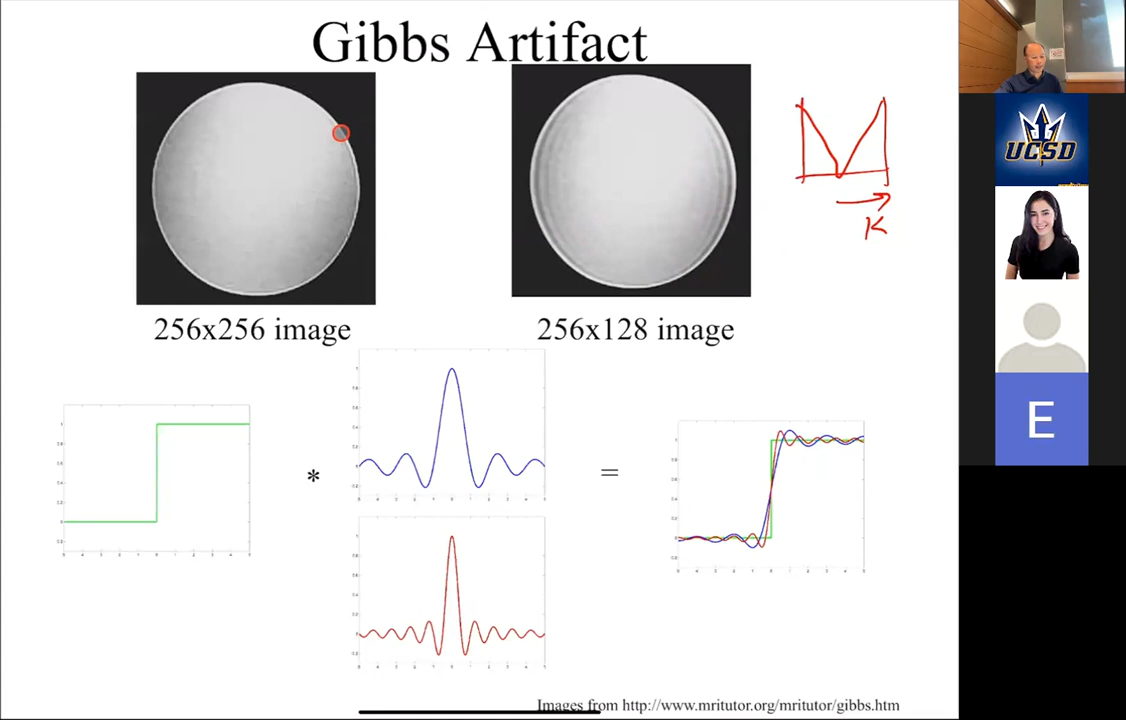 Gibbs Artifact
K
UCSD
256x256 image
256x128 image
*
=
E
Images from http://www.mritutor.org/mritutor/gibbs.htm